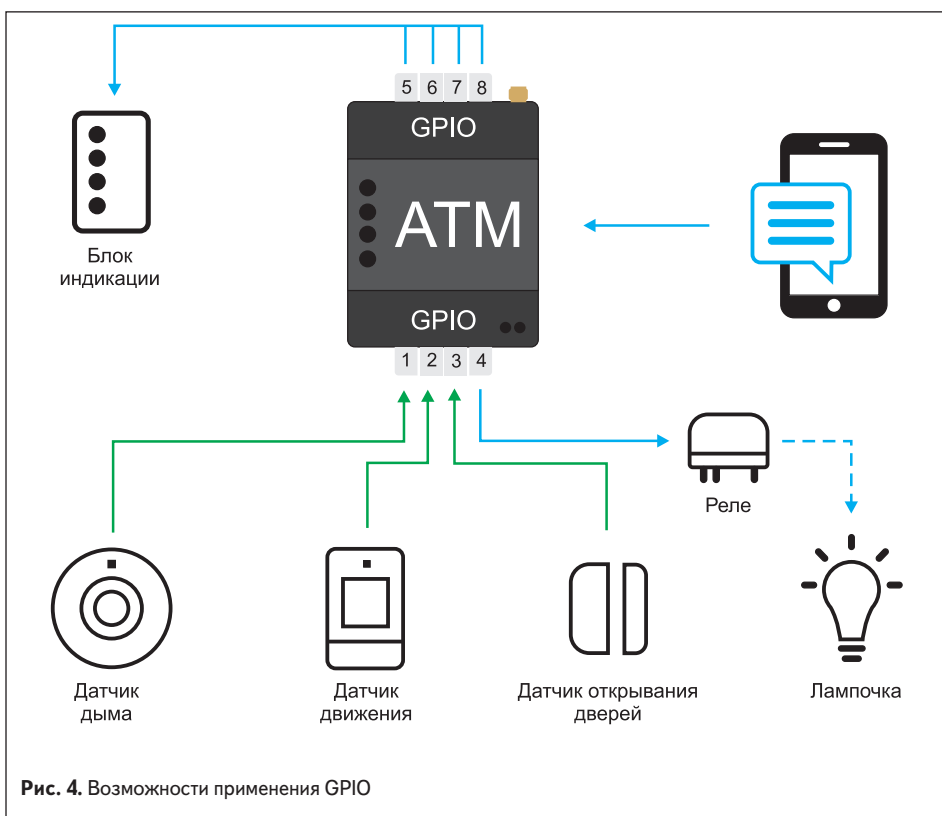 5 6 7 8
GPIO
ATM
GPIO
1 2 3 4
Блок
индикации
Реле
Датчик
дыма
Датчик
движения
Датчик открывания
дверей
Лампочка
Рис. 4. Возможности применения GPIO